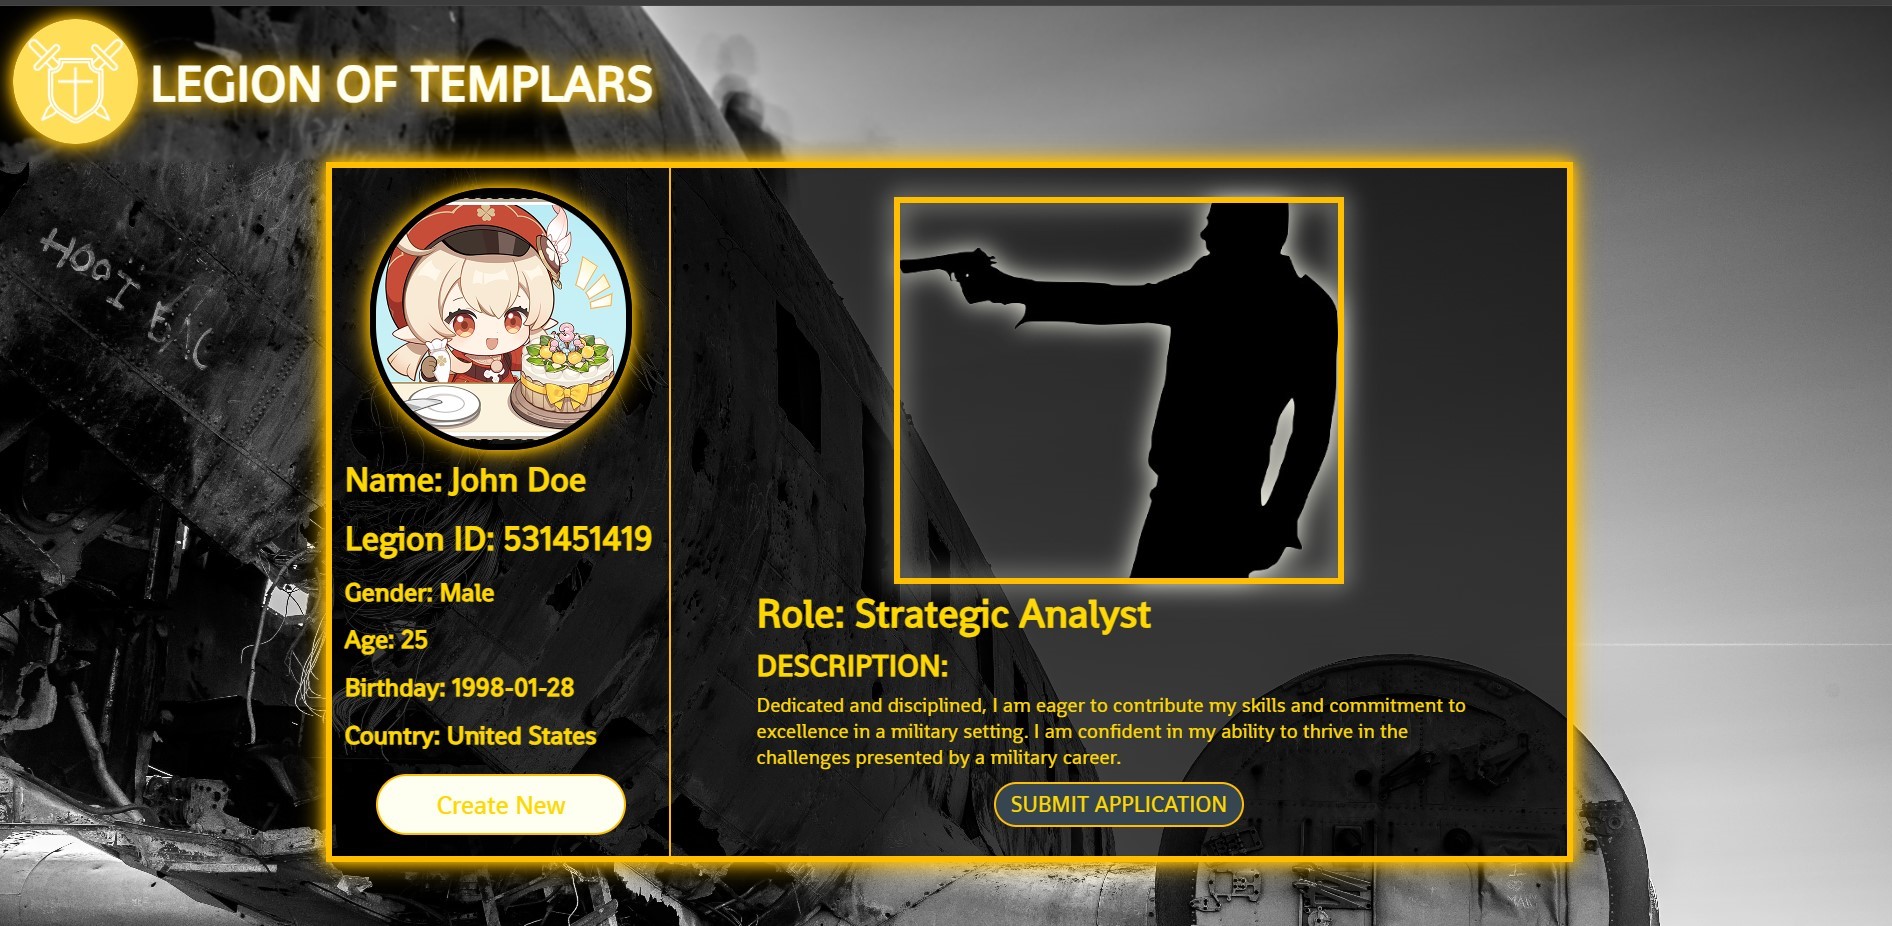 LEGION OF TEMPLARS
Name: John Doe
Legion ID: 531451419
Gender: Male
Age: 25
Birthday: 1998-01-28
Country: United States
Create New
Role: Strategic Analyst
DESCRIPTION:
Dedicated and disciplined, I am eager to contribute my skills and commitment to
excellence in a military setting. I am confident in my ability to thrive in the
challenges presented by a military career.
SUBMIT APPLICATION